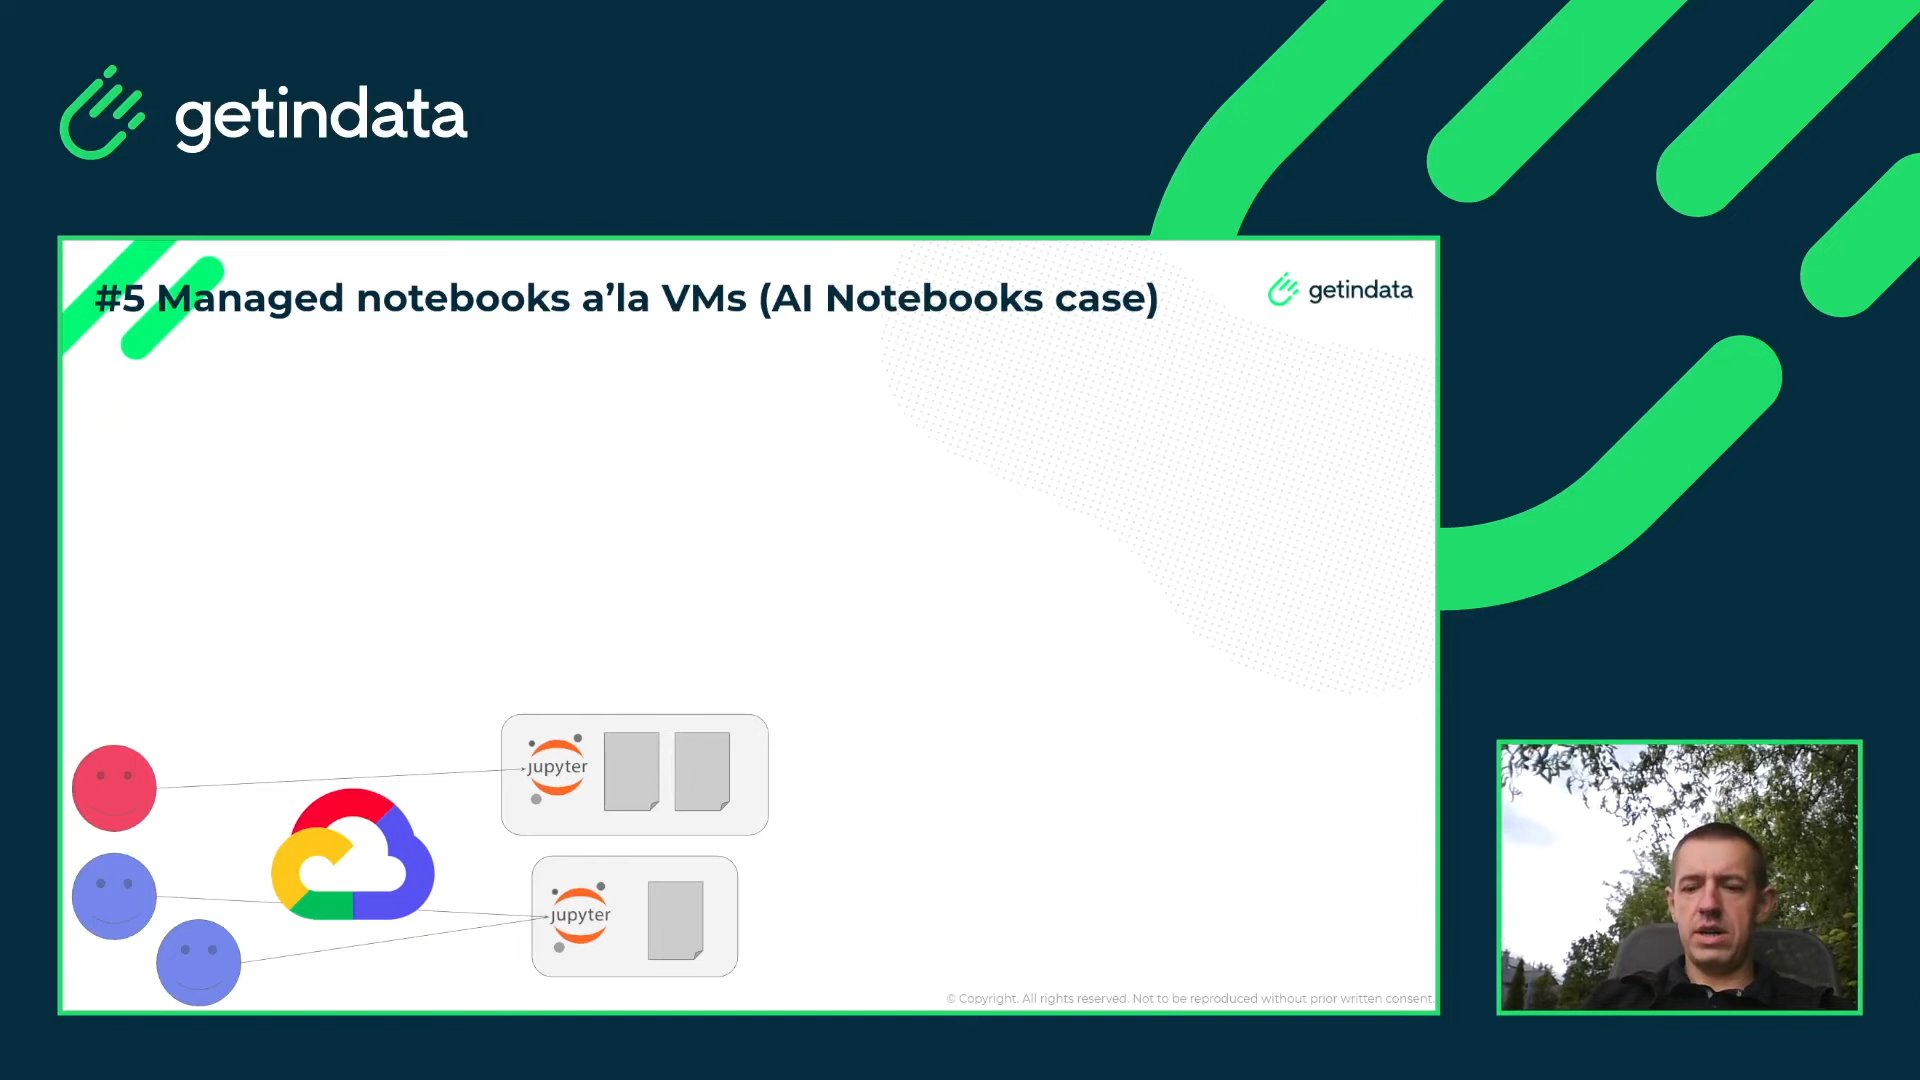 getindata
#5 Managed notebooks a’la VMs (AI Notebooks case)
getindata
jupyter
jupyter
© Copyright. All rights reserved. Not to be reproduced without prior written consent.